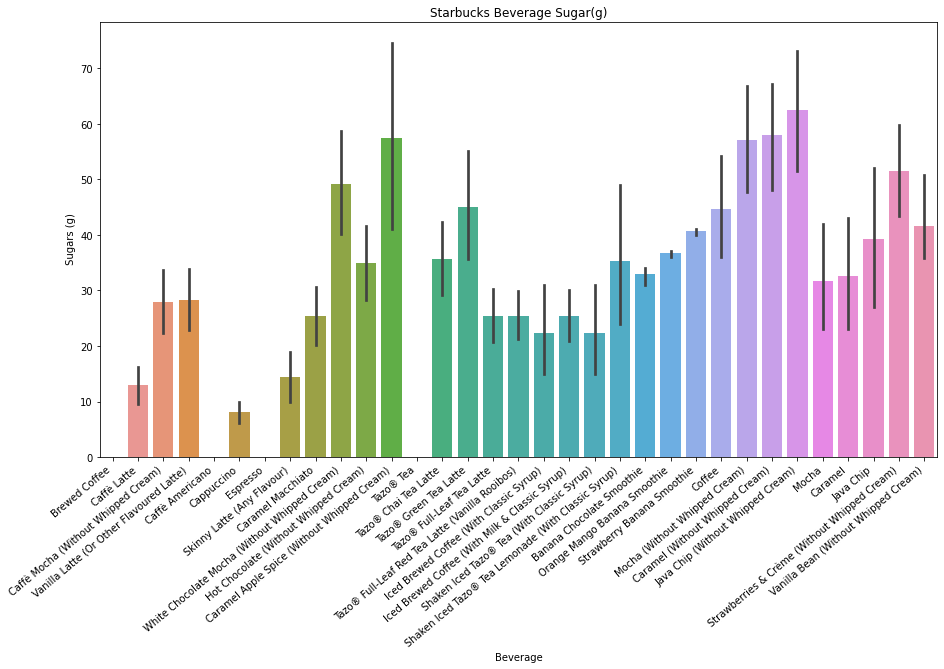 Starbucks Beverage Sugar(g)
Sugars (g)
70
60
50
40
30
20
10
0
Brewed Coffee
Caffè Latte
Caffè Mocha (Without Whipped Cream)
Vanilla Latte (Or Other Flavoured Latte)
Caffè Americano
Cappuccino
Espresso
Skinny Latte (Any Flavour)
Caramel Macchiato
White Chocolate Mocha (Without Whipped Cream)
Hot Chocolate (Without Whipped Cream)
Caramel Apple Spice (Without Whipped Cream)
Tazo® Tea
Tazo® Chai Tea Latte
Tazo® Green Tea Latte
Tazo® Full-Leaf Tea Latte
Tazo® Full-Leaf Red Tea Latte (Vanilla Rooibos)
Iced Brewed Coffee (With Classic Syrup)
Iced Brewed Coffee (With Milk & Classic Syrup)
Shaken Iced Tazo® Tea (With Classic Syrup)
Shaken Iced Tazo® Tea Lemonade (With Classic Syrup)
Banana Chocolate Smoothie
Orange Mango Banana Smoothie
Strawberry Banana Smoothie
Coffee
Mocha (Without Whipped Cream)
Caramel (Without Whipped Cream)
Java Chip (Without Whipped Cream)
Mocha
Caramel
Java Chip
Strawberries & Crème (Without Whipped Cream)
Vanilla Bean (Without Whipped Cream)
Beverage